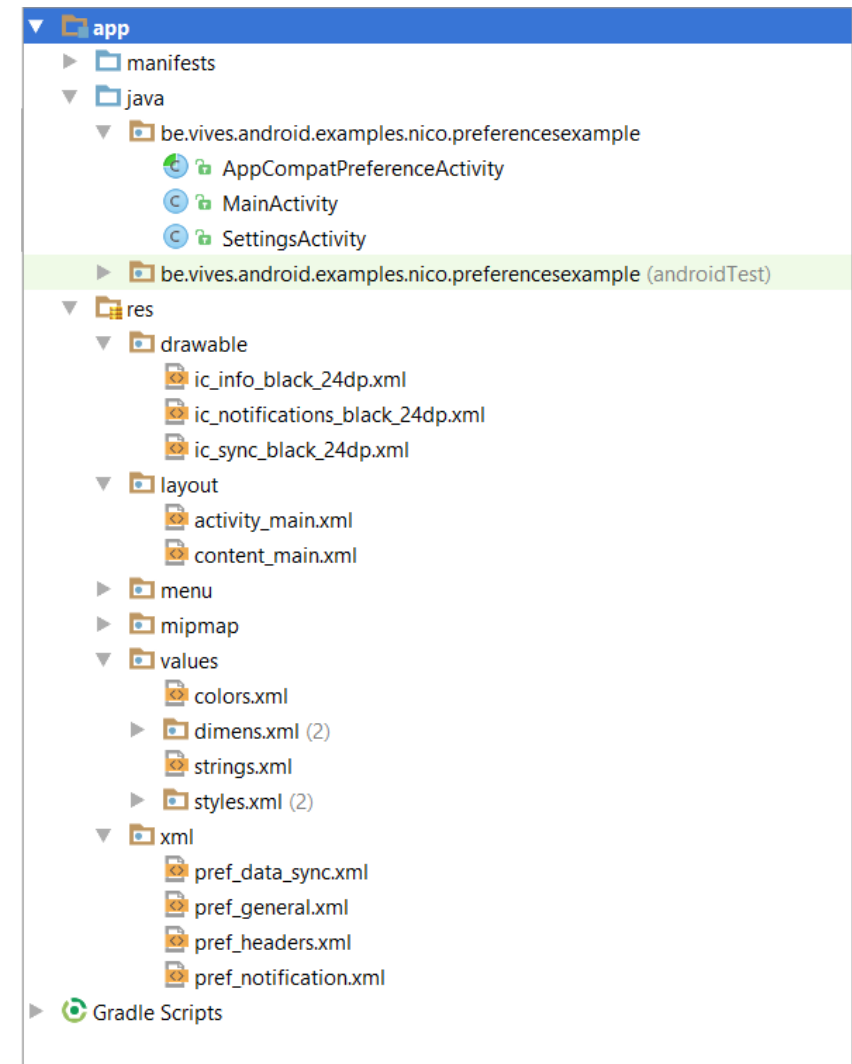 app
manifests
java
be.vives.android.examples.nico.preferencesexample
AppCompatPreferenceActivity
MainActivity
SettingsActivity
be.vives.android.examples.nico.preferencesexample (androidTest)
res
drawable
ic_info_black_24dp.xml
ic_notifications_black_24dp.xml
ic_sync_black_24dp.xml
layout
activity_main.xml
content_main.xml
menu
mipmap
values
colors.xml
dimens.xml (2)
strings.xml
styles.xml (2)
xml
pref_data_sync.xml
pref_general.xml
pref_headers.xml
pref_notification.xml
Gradle Scripts